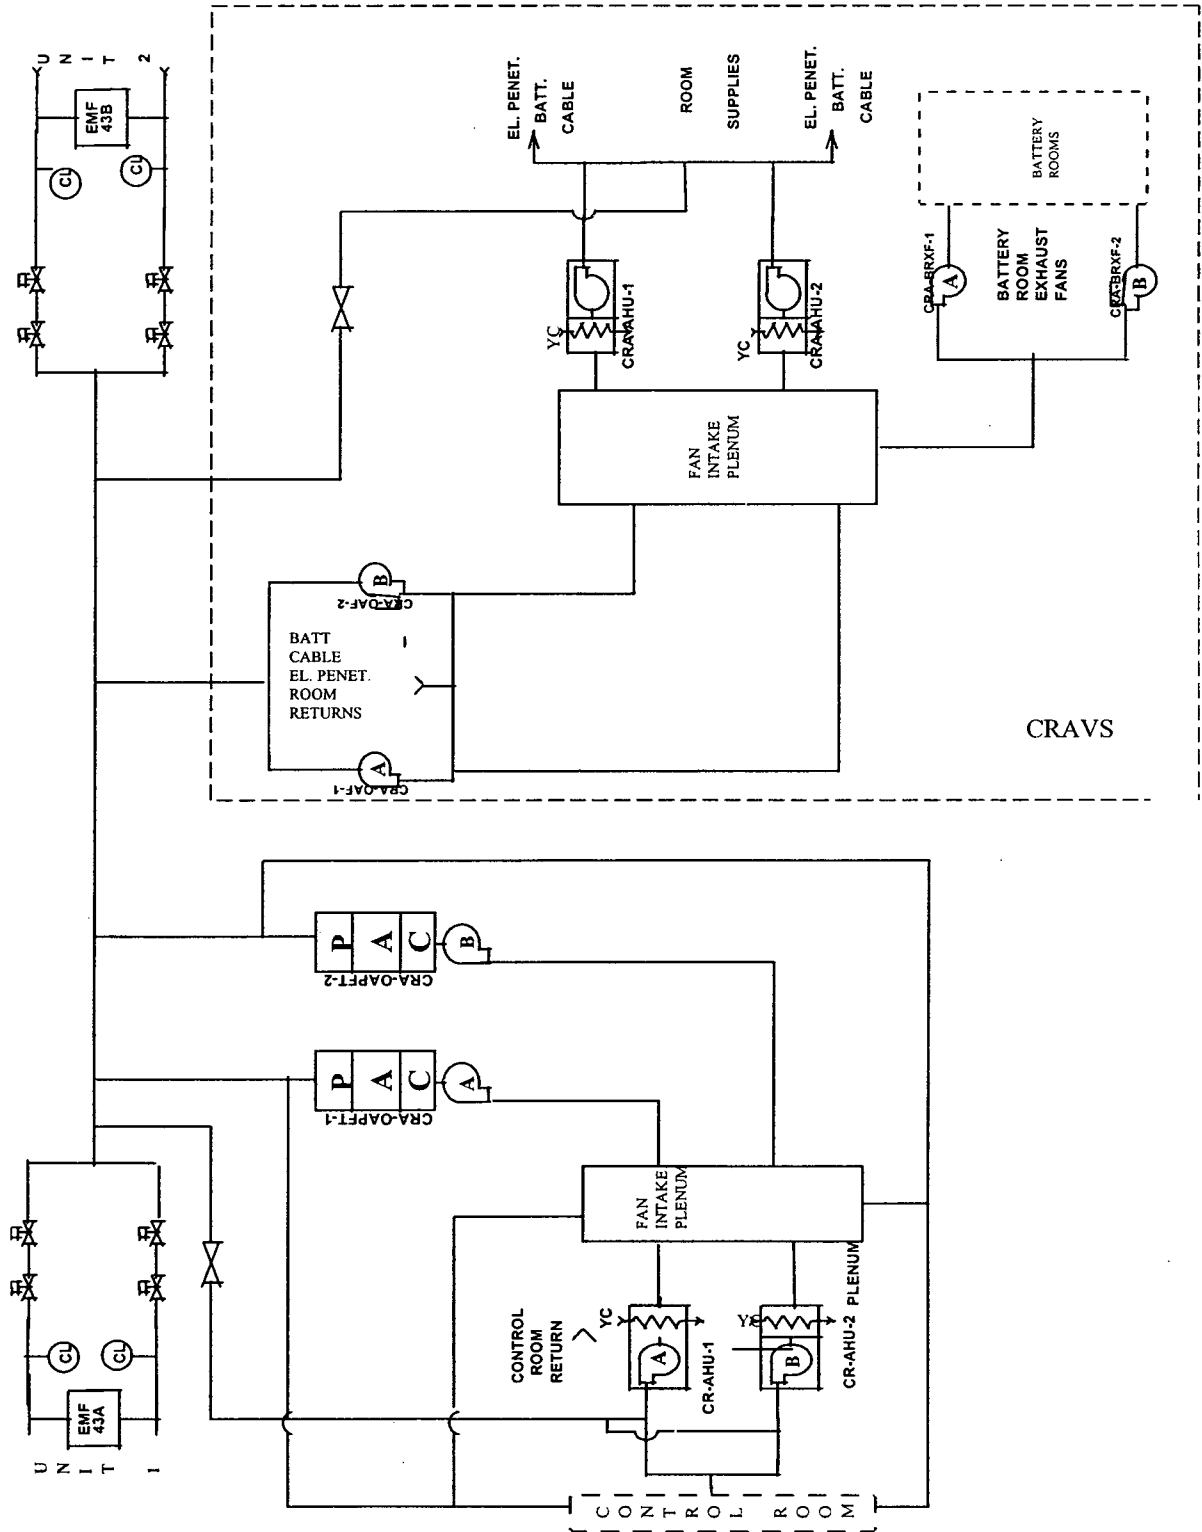 UNIT 2
EMF
43B
CL
CL
EL. PENET.
BATT.
CABLE
ROOM
SUPPLIES
EL. PENET.
BATT.
CABLE
BATTERY
ROOMS
CRA-BRXF-1
A
BATTERY
ROOM
EXHAUST
FANS
CRA-BRXF-2
B
YC
CRA-AHU-1
YC
CRA-AHU-2
FAN
INTAKE
PLENUM
B
CRA-OAF-2
BATT
CABLE
EL. PENET.
ROOM
RETURNS
A
CRA-OAF-1
CRAVS
P
A
C
B
CRA-OAPFT-2
P
A
C
A
CRA-OAPFT-1
FAN
INTAKE
PLENUM
CONTROL
ROOM
RETURN
YC
A
CR-AHU-1
YC
B
CR-AHU-2 PLENUM
CL
CL
EMF
43A
UNIT 1
CONTROL ROOM